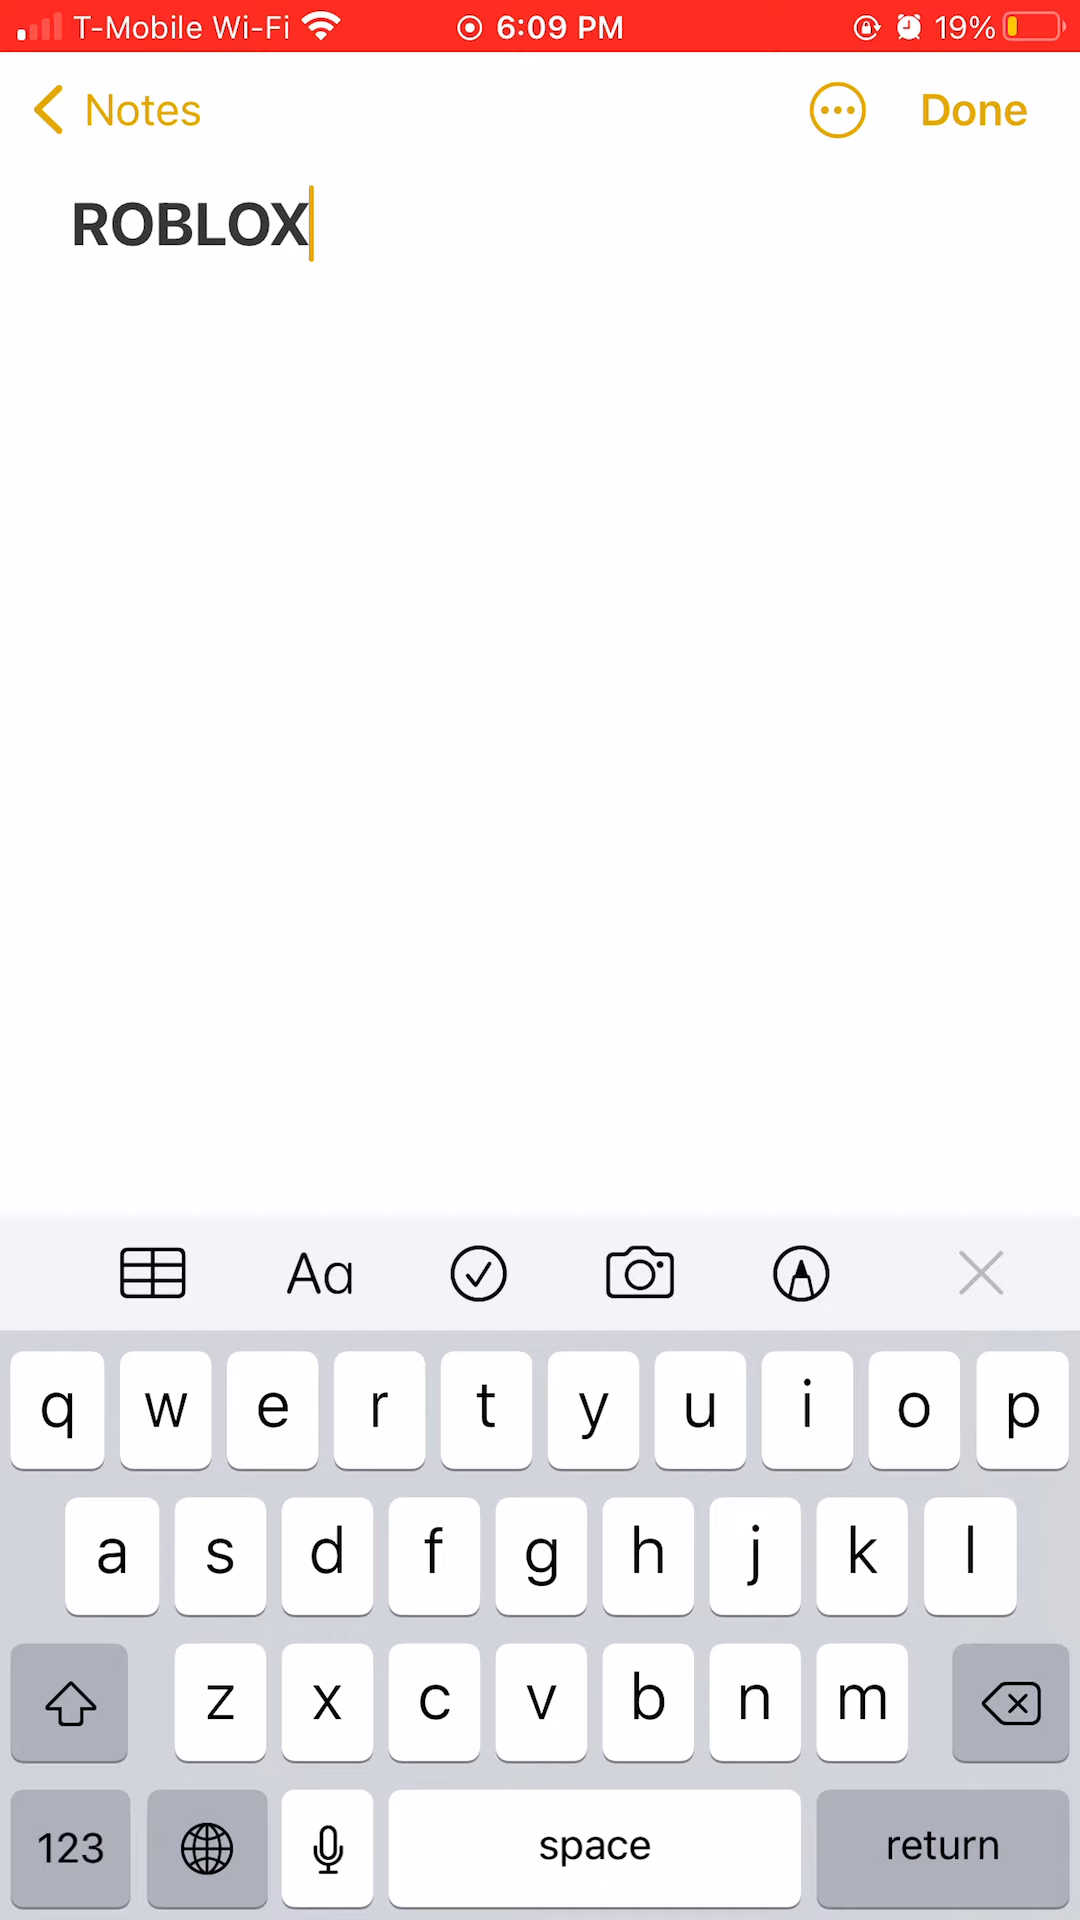 T-Mobile Wi-Fi 6:09 PM 19%
Notes Done
ROBLOX
Aa
q w e r t y u i o p
a s d f g h j k l
z x c v b n m
123 space return